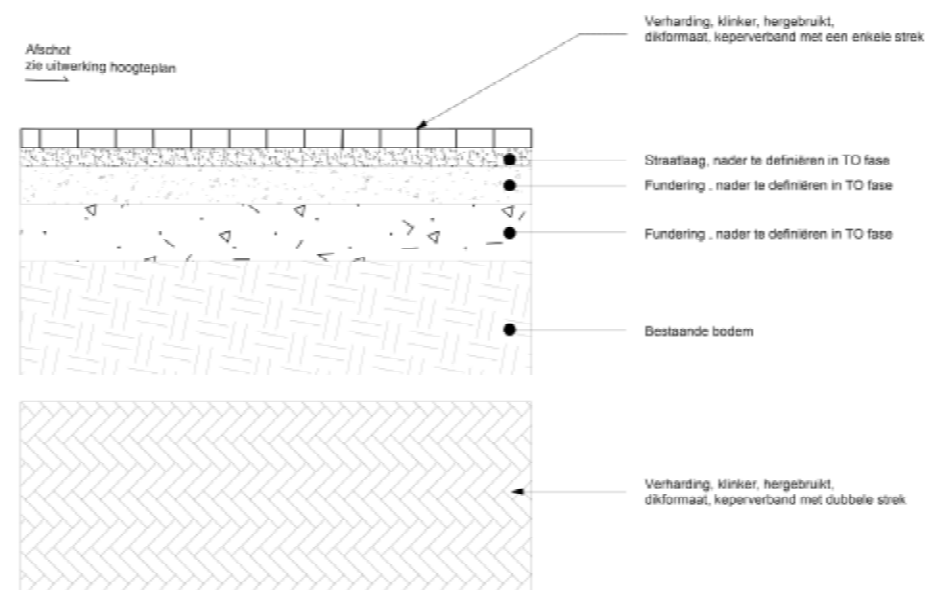 Verharding, klinker, hergebruikt,
dikformaat, keperverband met een enkele strek
Afschot
zie uitwerking hoogteplan
Straatlaag, nader te definiëren in TO fase
Fundering , nader te definiëren in TO fase
Fundering , nader te definiëren in TO fase
Bestaande bodem
Verharding, klinker, hergebruikt,
dikformaat, keperverband met dubbele strek